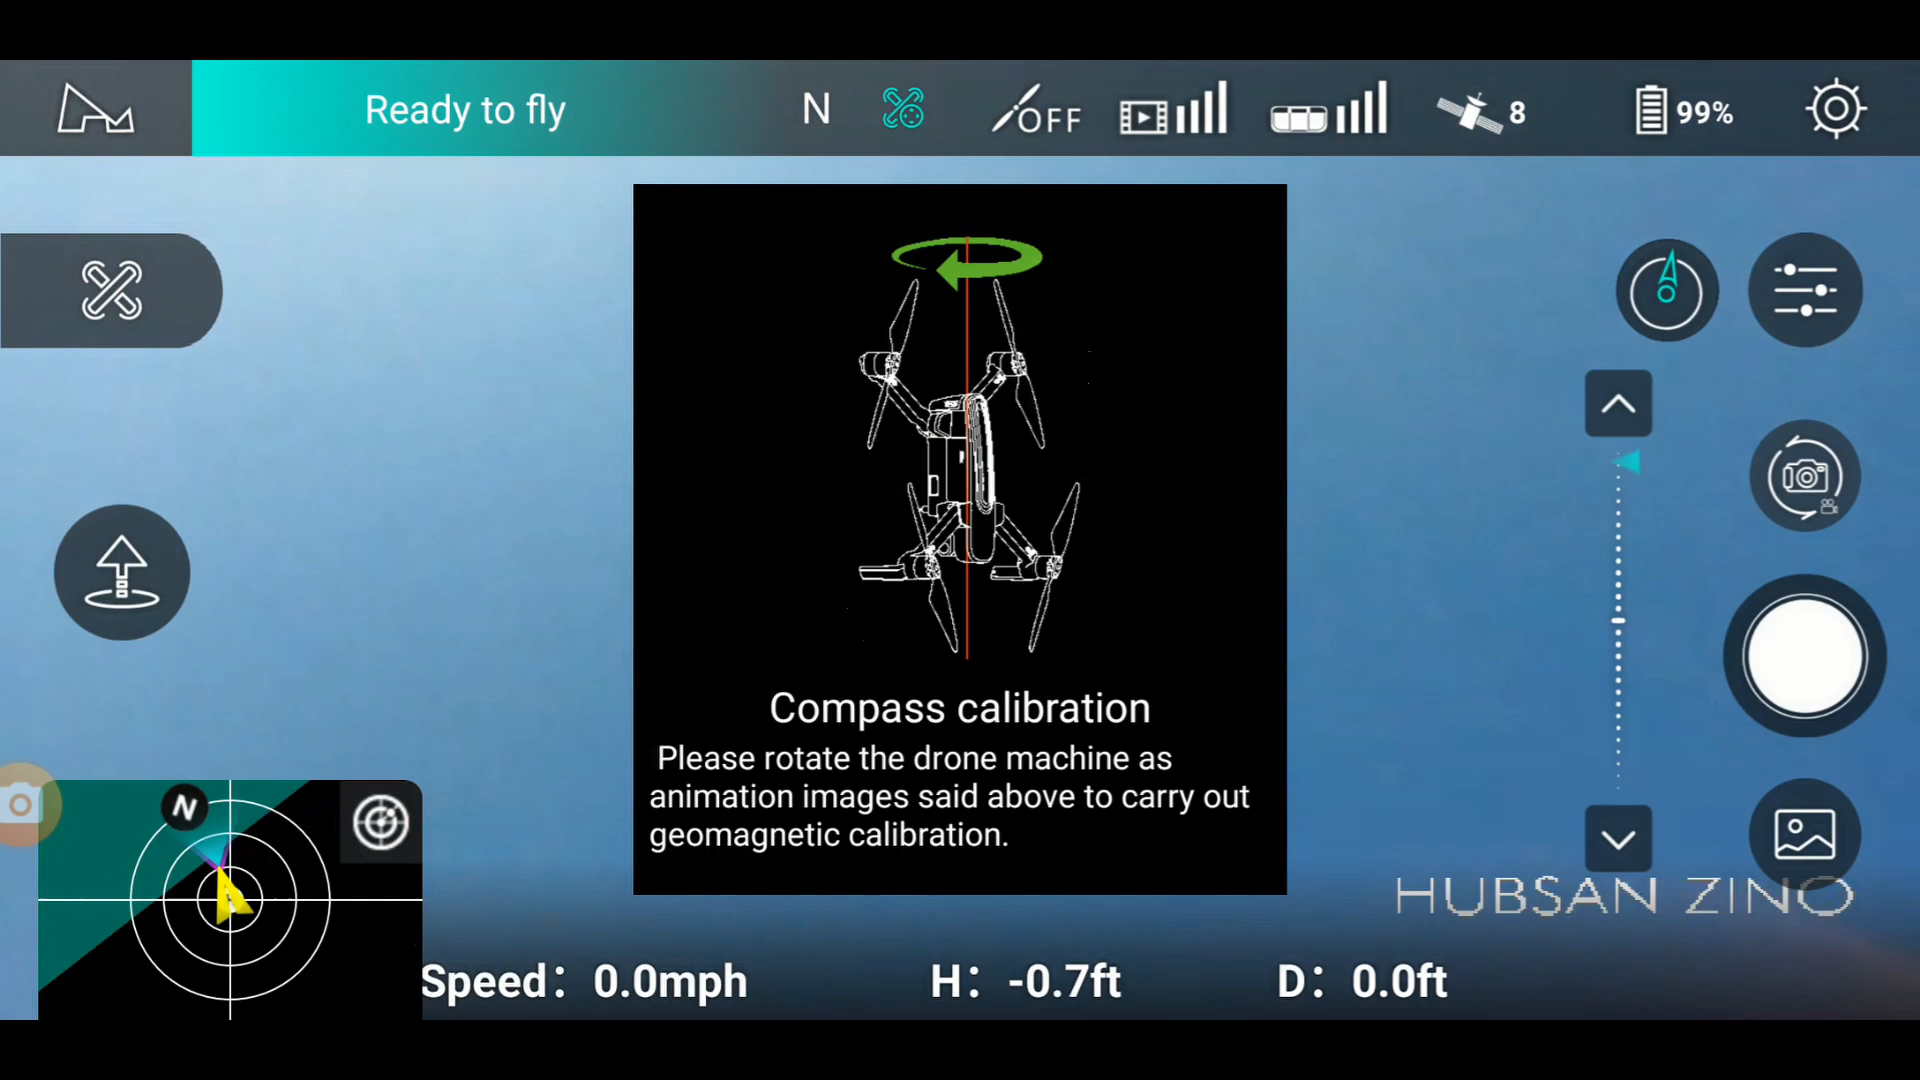 Ready to fly
N
OFF
8
99%
Compass calibration
Please rotate the drone machine as
animation images said above to carry out
geomagnetic calibration.
N
HUBSAN ZINO
Speed: 0.0mph
H: -0.7ft
D: 0.0ft